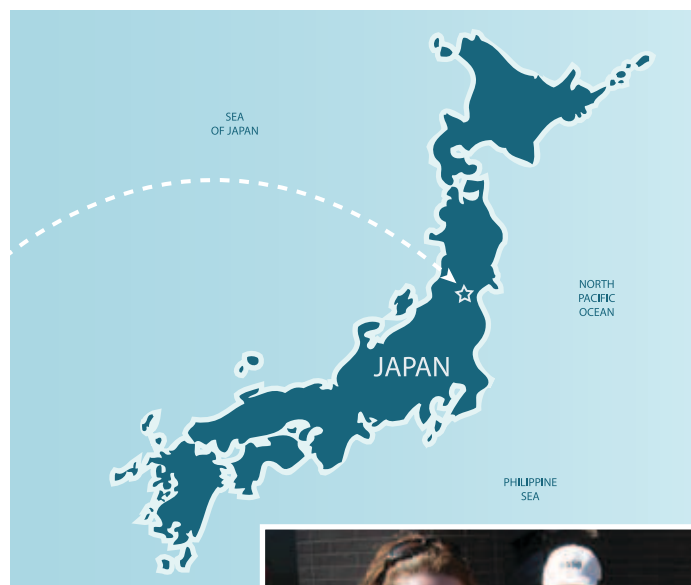 SEA
OF JAPAN
NORTH
PACIFIC
OCEAN
JAPAN
PHILIPPINE
SEA